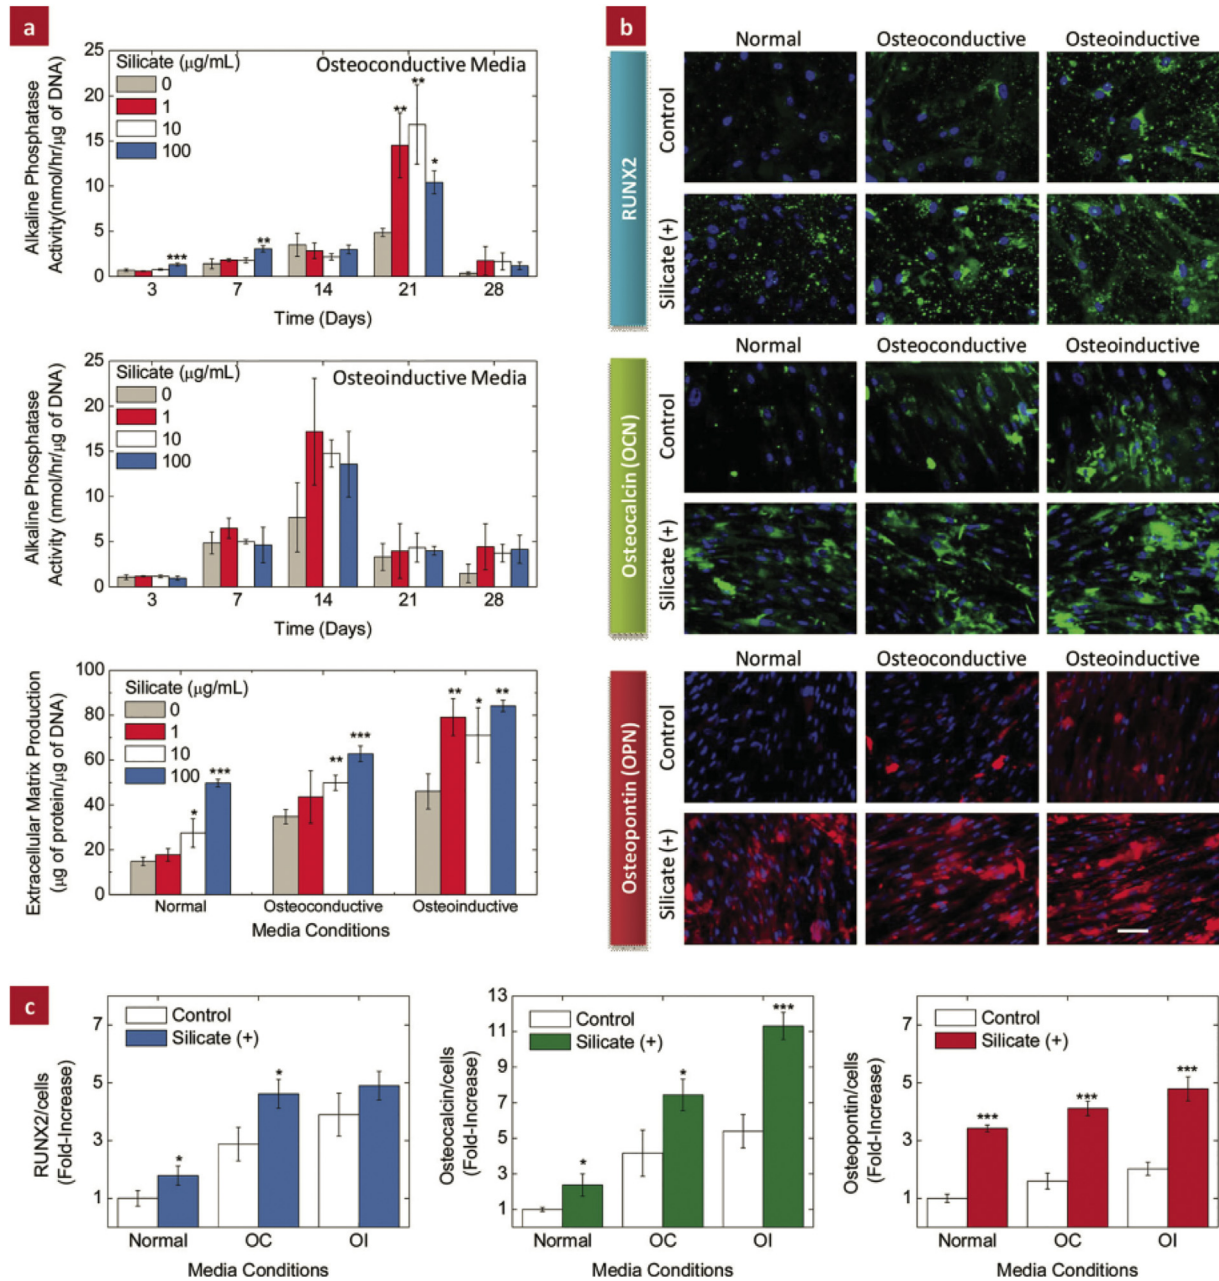 a
Silicate (μg/mL)
0
1
10
100
Osteoconductive Media
Alkaline Phosphatase
Activity(nmol/hr/μg of DNA)
25
20
15
10
5
0
***
**
**
**
*
3 7 14 21 28
Time (Days)
Silicate (μg/mL)
0
1
10
100
Osteoinductive Media
Alkaline Phosphatase
Activity (nmol/hr/μg of DNA)
25
20
15
10
5
0
3 7 14 21 28
Time (Days)
Silicate (μg/mL)
0
1
10
100
Extracellular Matrix Production
(μg of protein/μg of DNA)
100
80
60
40
20
0
*
***
**
***
**
*
**
Normal Osteoconductive Osteoinductive
Media Conditions
b
Normal Osteoconductive Osteoinductive
RUNX2
Control
Silicate (+)
Normal Osteoconductive Osteoinductive
Osteocalcin (OCN)
Control
Silicate (+)
Normal Osteoconductive Osteoinductive
Osteopontin (OPN)
Control
Silicate (+)
c
Control
Silicate (+)
RUNX2/cells
(Fold-Increase)
7
5
3
1
*
*
Normal OC OI
Media Conditions
Control
Silicate (+)
Osteocalcin/cells
(Fold-Increase)
13
11
9
7
5
3
1
*
*
***
Normal OC OI
Media Conditions
Control
Silicate (+)
Osteopontin/cells
(Fold-Increase)
7
5
3
1
***
***
***
Normal OC OI
Media Conditions